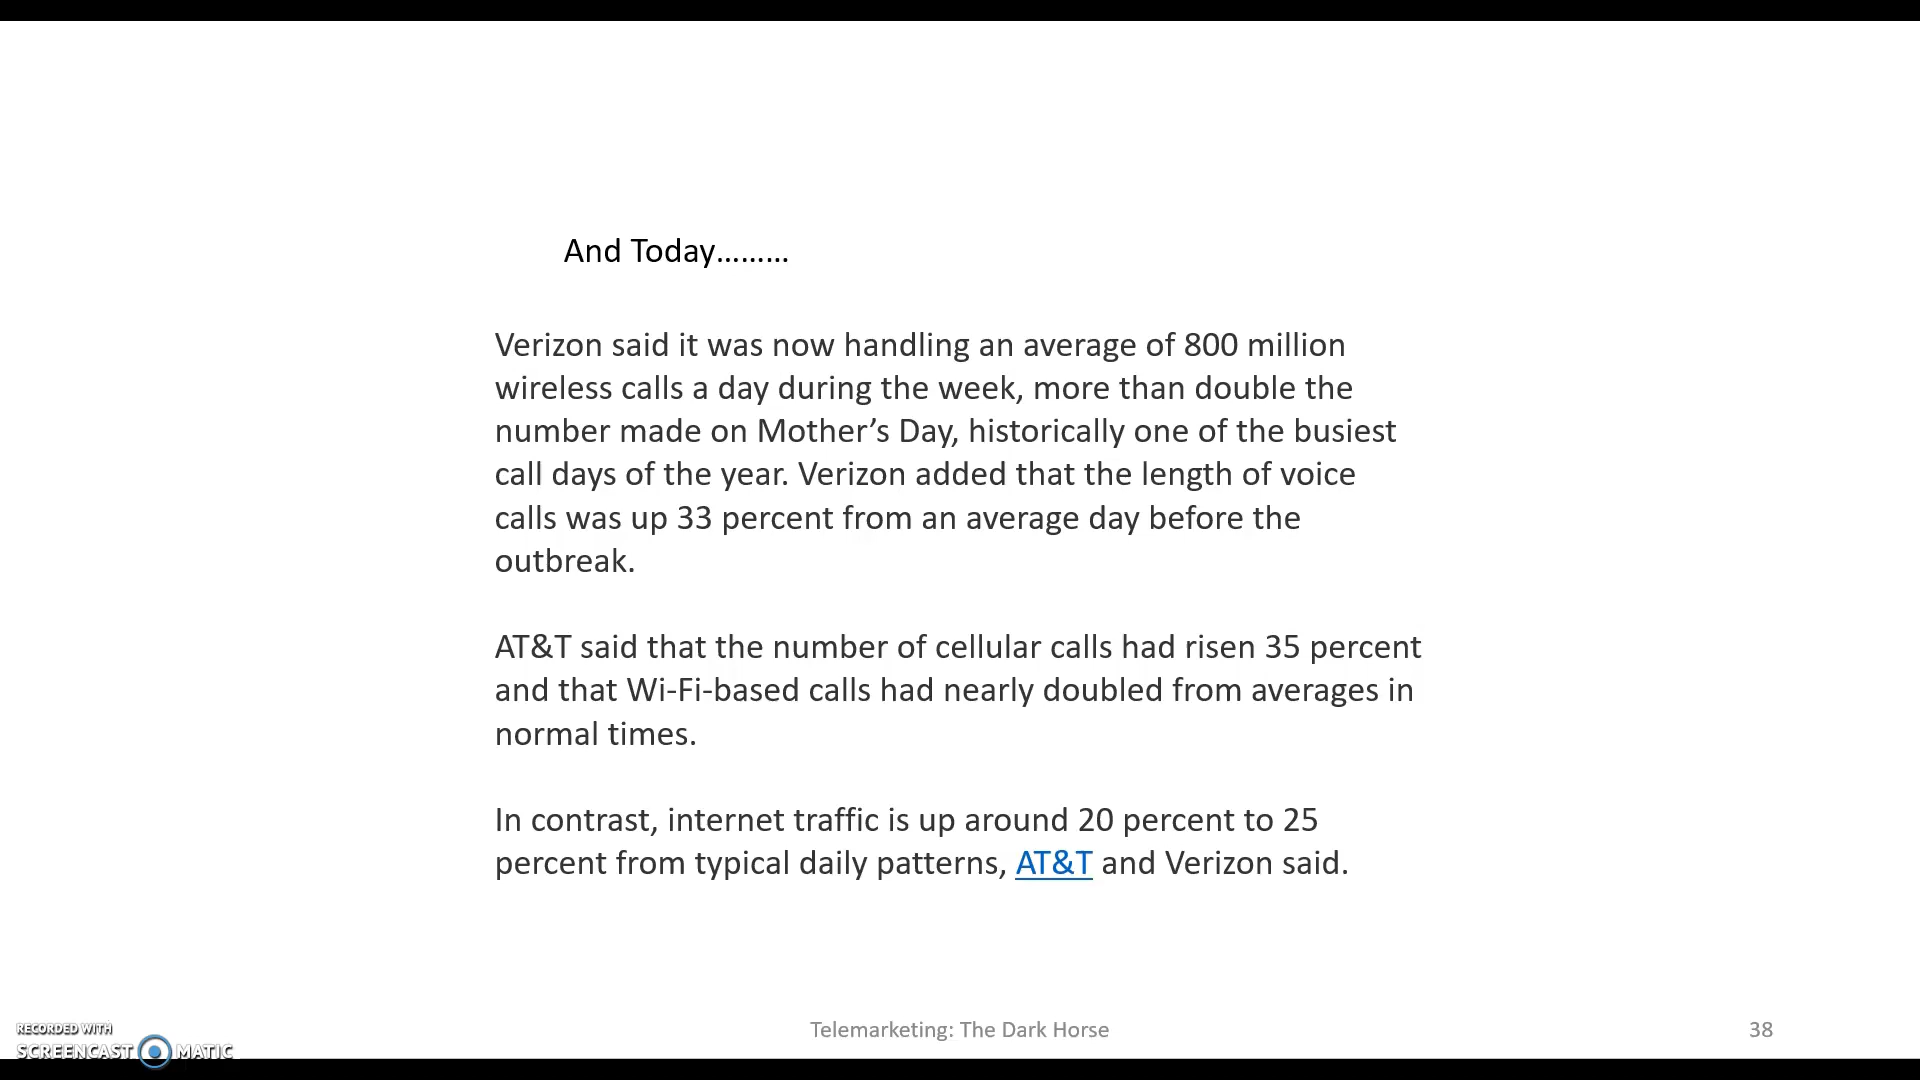 And Today………
Verizon said it was now handling an average of 800 million
wireless calls a day during the week, more than double the
number made on Mother’s Day, historically one of the busiest
call days of the year. Verizon added that the length of voice
calls was up 33 percent from an average day before the
outbreak.
AT&T said that the number of cellular calls had risen 35 percent
and that Wi-Fi-based calls had nearly doubled from averages in
normal times.
In contrast, internet traffic is up around 20 percent to 25
percent from typical daily patterns, AT&T and Verizon said.
Telemarketing: The Dark Horse
38
RECORDED WITH
SCREENCAST MATIC